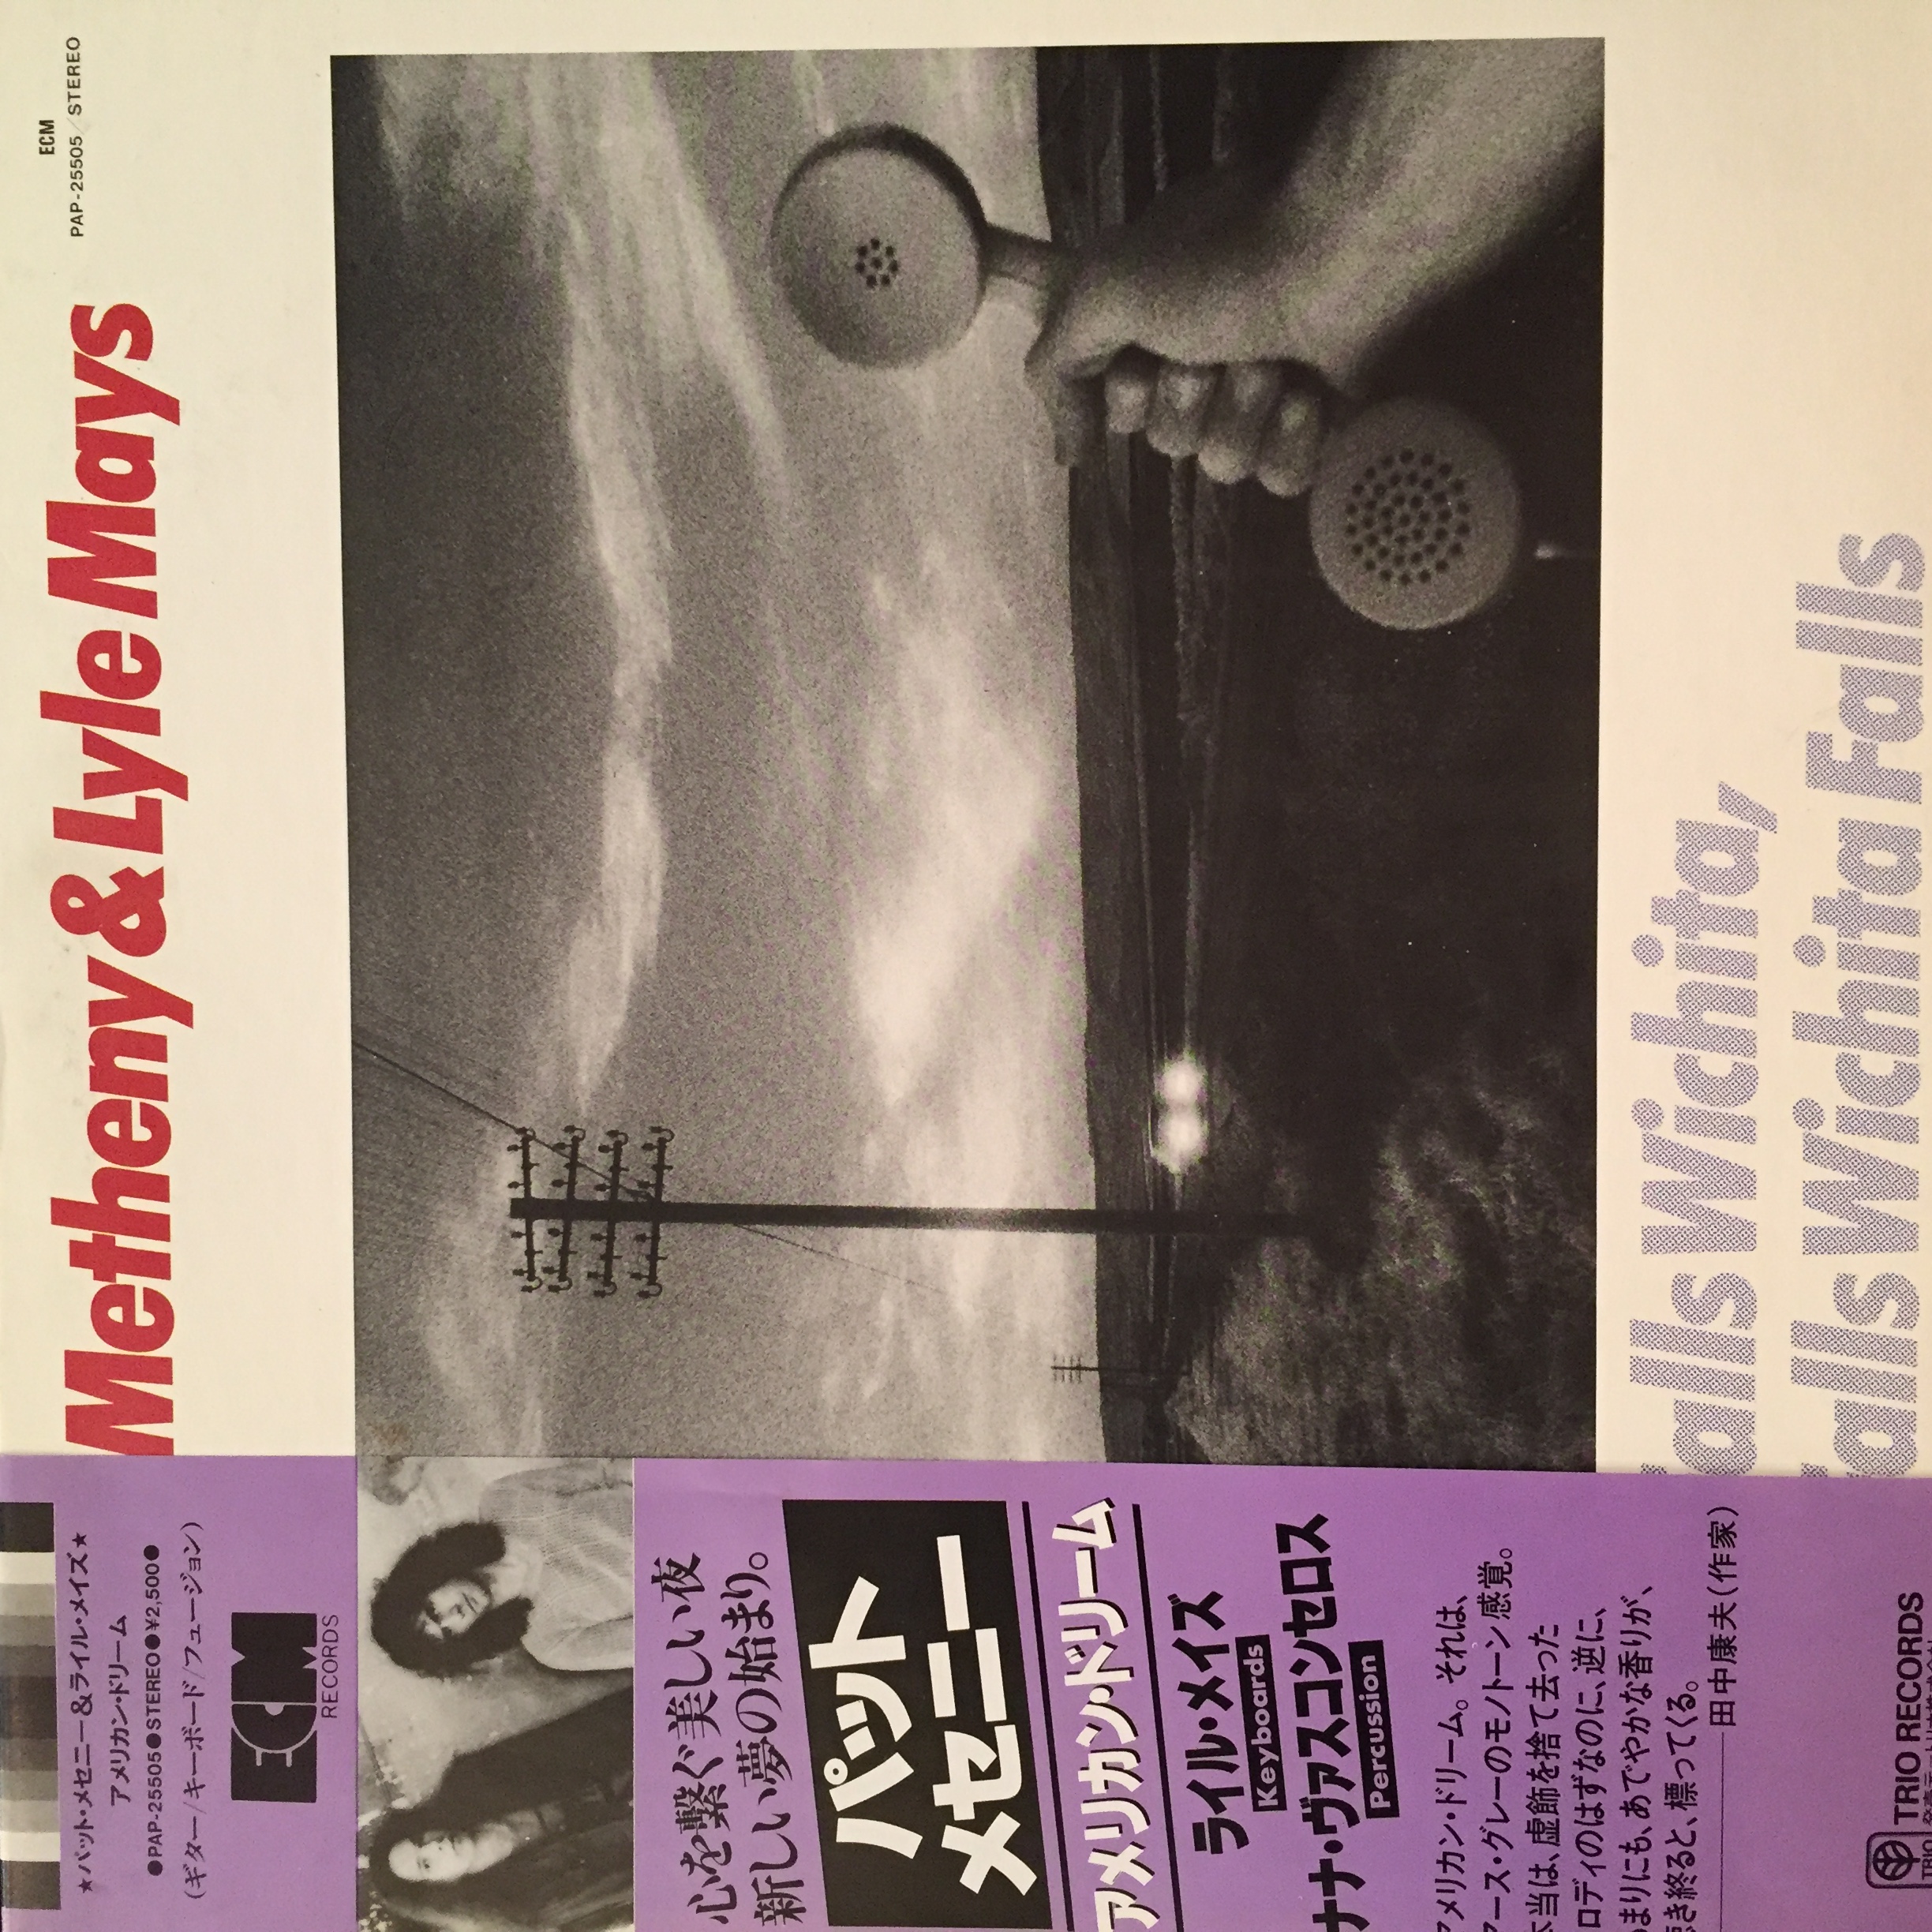 ECM
PAP-25505/STEREO
Metheny & Lyle Mays
alls Wichita,
alls Wichita Falls
★パット・メセニー&ライル・メイズ★
アメリカン・ドリーム
●PAP-25505●STEREO●¥2,500●
(ギター/キーボード/フュージョン)
ECM
RECORDS
心を繋ぐ美しい夜
新しい夢の始まり。
パット
メセニー
アメリカン・ドリーム
ライル・メイズ
Keyboards
ナナ・ヴァスコンセロス
Percussion
アメリカン・ドリーム。それは、
アース・グレーのモノトーン感覚。
本当は、虚飾を捨て去った
ロディのはずなのに、逆に、
まりにも、あでやかな香りが、
き終ると、標ってくる。
田中康夫(作家)
TRIO RECORDS
TRIO